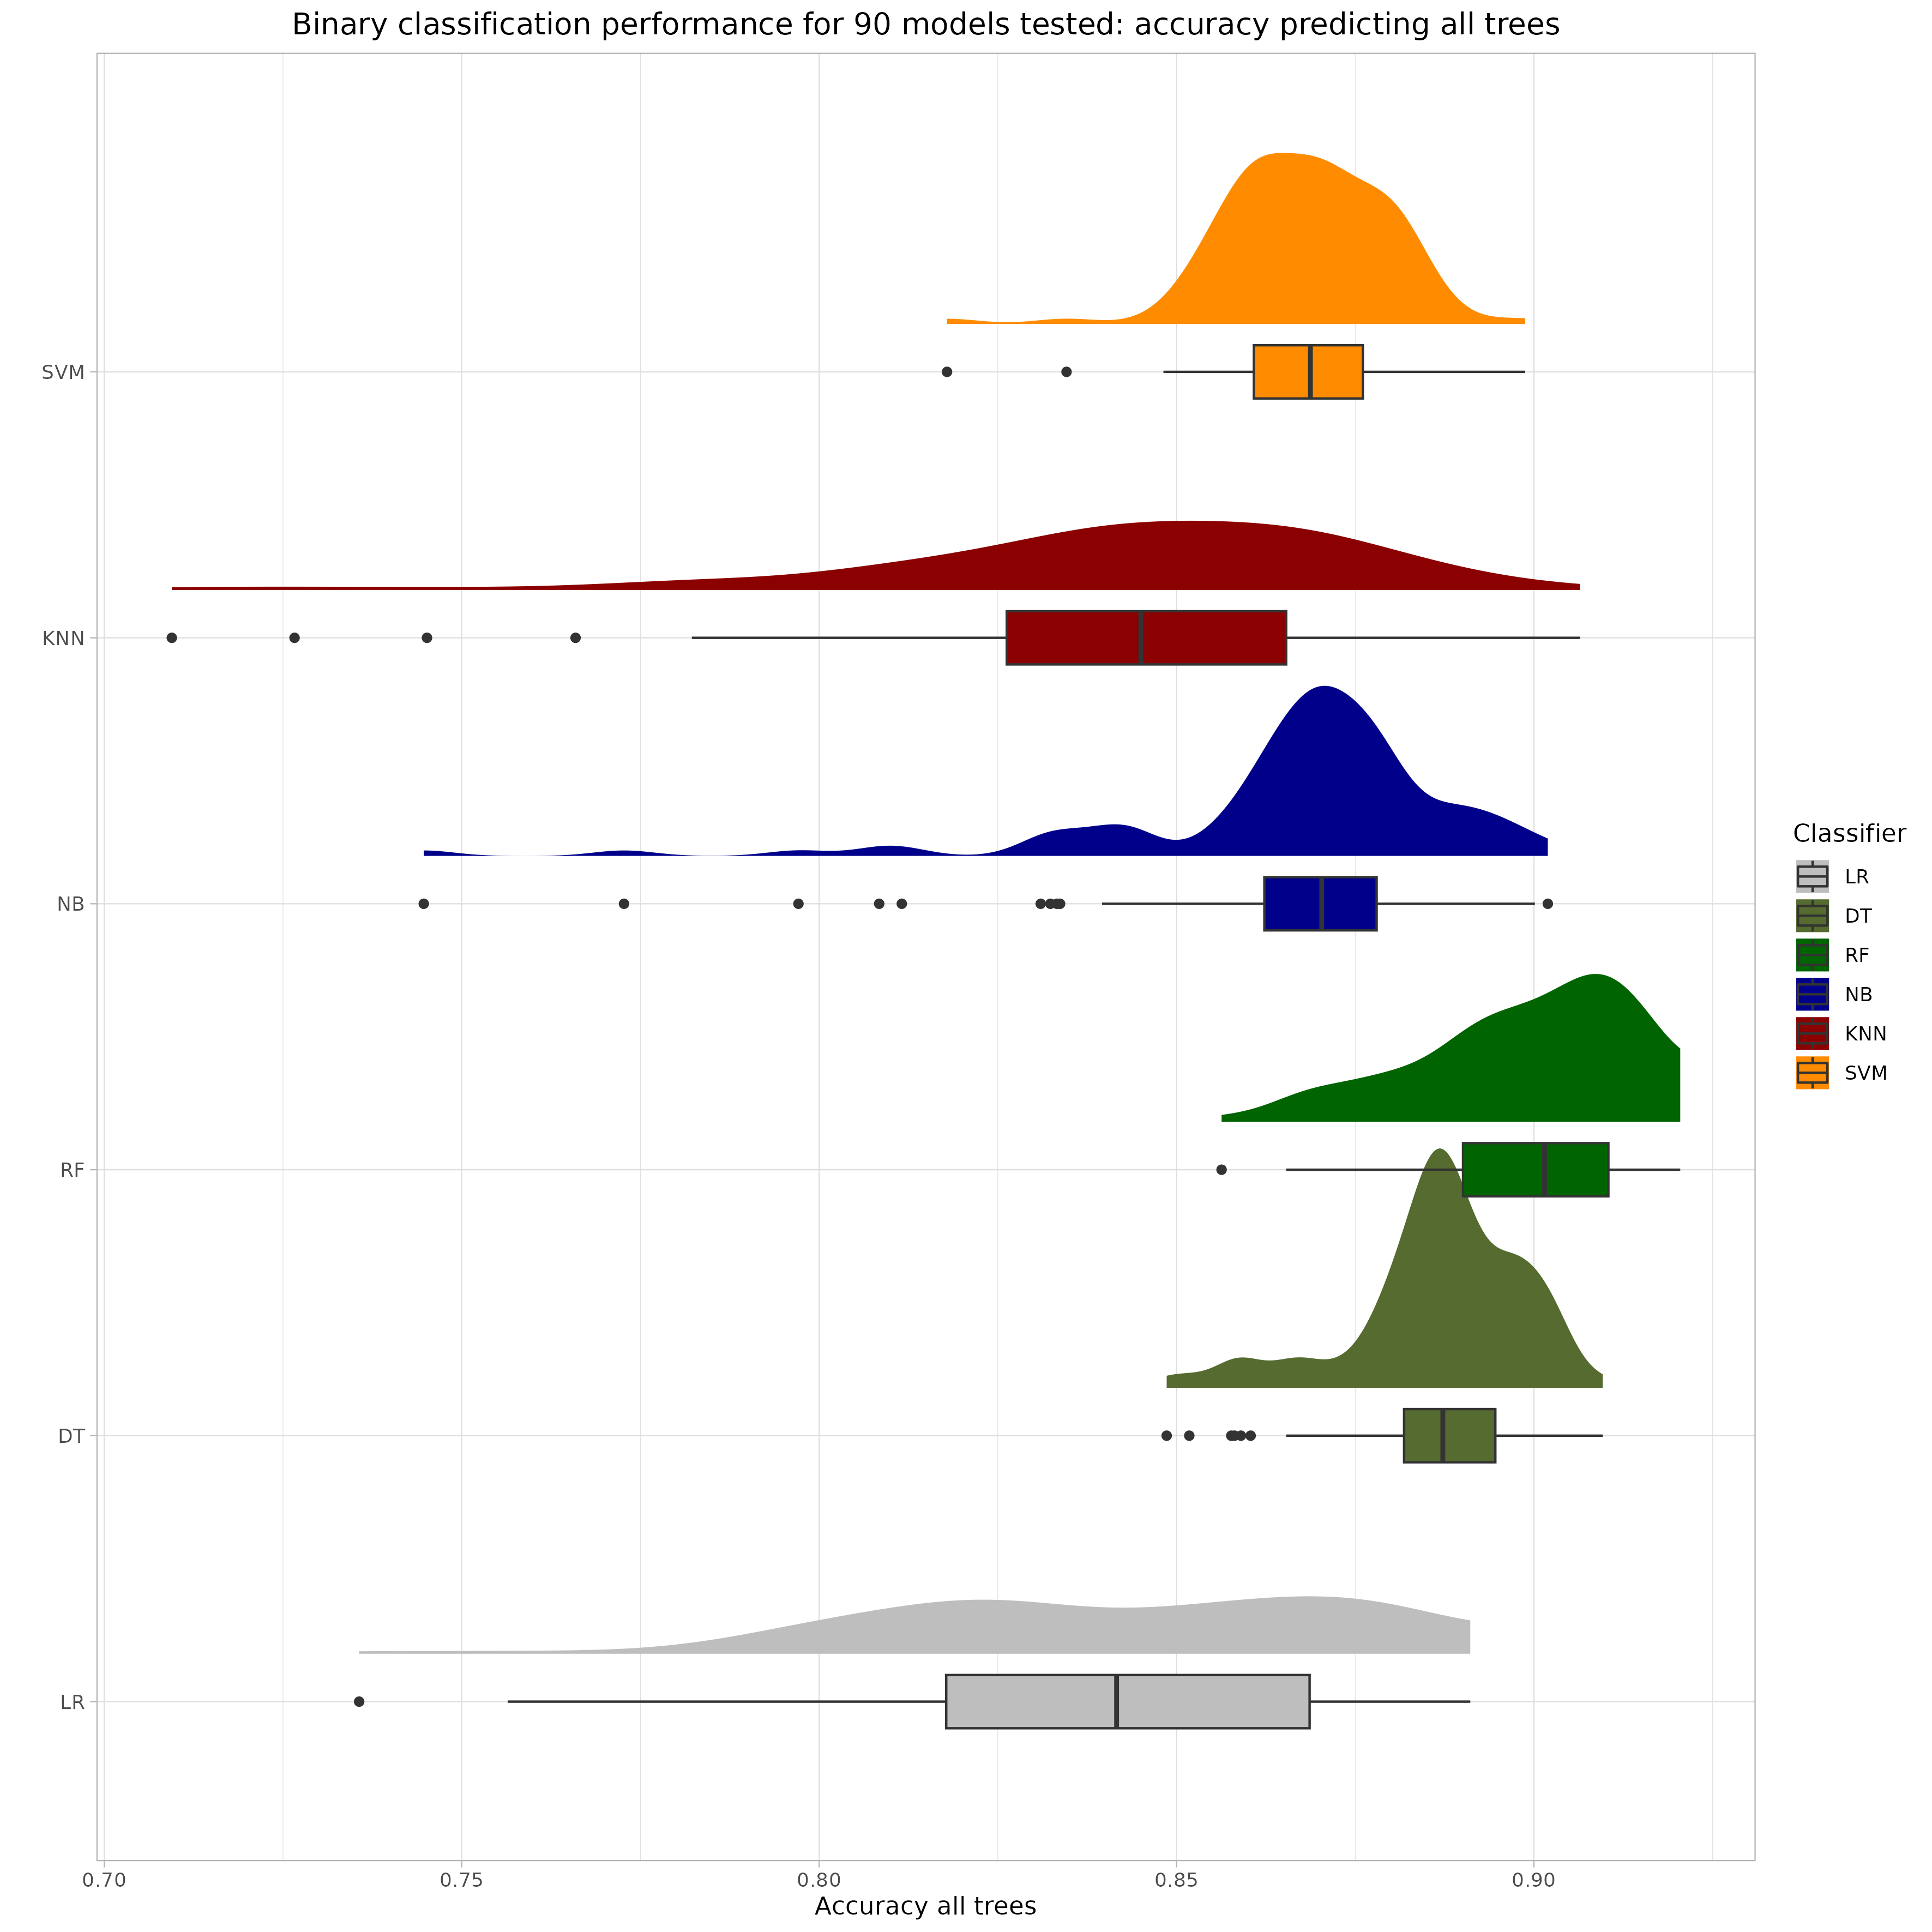 Binary classification performance for 90 models tested: accuracy predicting all trees
SVM
KNN
NB
RF
DT
LR
0.70 0.75 0.80 0.85 0.90
Accuracy all trees
Classifier
LR
DT
RF
NB
KNN
SVM